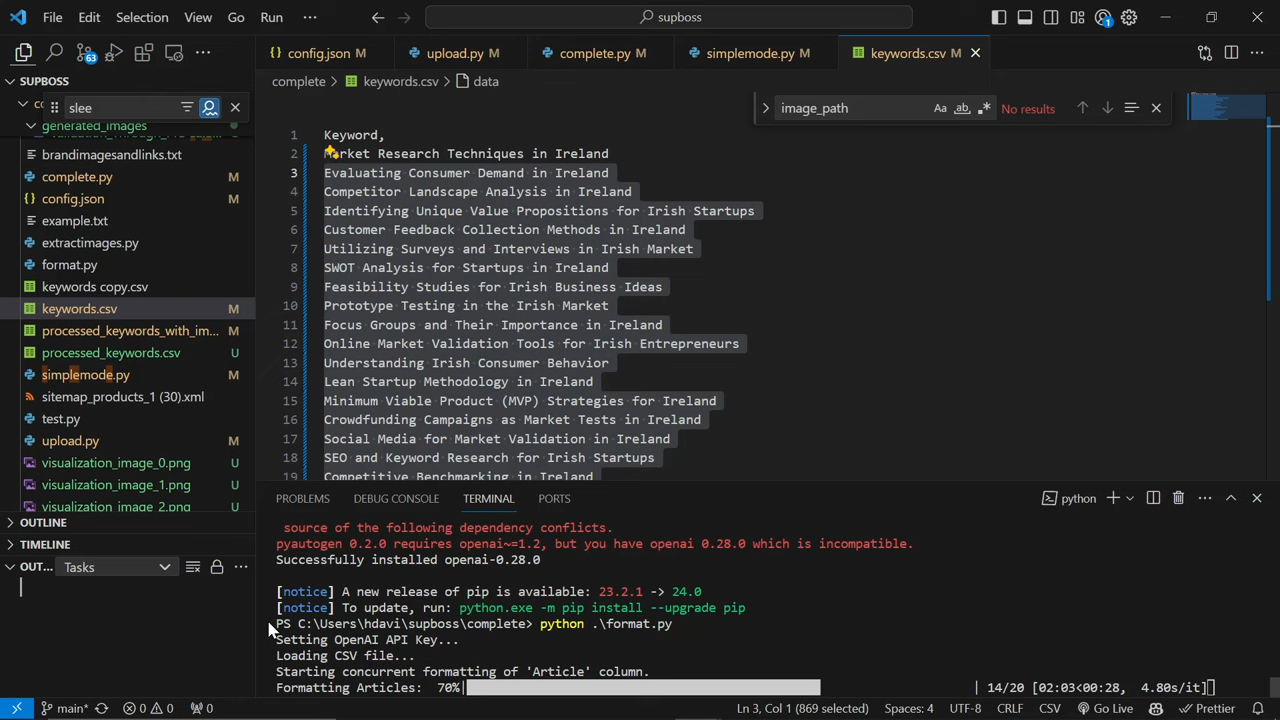 File Edit Selection View Go Run ··· supboss
config.json M upload.py M complete.py M simplemode.py M keywords.csv M
SUPBOSS
complete > keywords.csv > data
slee
image_path Aa ab No results
generated_images
brandimagesandlinks.txt
complete.py M
config.json M
example.txt
extractimages.py
format.py
keywords copy.csv
keywords.csv M
processed_keywords_with_im... M
processed_keywords.csv U
simplemode.py M
sitemap_products_1 (30).xml
test.py
upload.py M
visualization_image_0.png U
visualization_image_1.png U
visualization_image_2.png U
OUTLINE
TIMELINE
OUT... Tasks
63
1
1 Keyword,
2 Market Research Techniques in Ireland
3 Evaluating Consumer Demand in Ireland
4 Competitor Landscape Analysis in Ireland
5 Identifying Unique Value Propositions for Irish Startups
6 Customer Feedback Collection Methods in Ireland
7 Utilizing Surveys and Interviews in Irish Market
8 SWOT Analysis for Startups in Ireland
9 Feasibility Studies for Irish Business Ideas
10 Prototype Testing in the Irish Market
11 Focus Groups and Their Importance in Ireland
12 Online Market Validation Tools for Irish Entrepreneurs
13 Understanding Irish Consumer Behavior
14 Lean Startup Methodology in Ireland
15 Minimum Viable Product (MVP) Strategies for Ireland
16 Crowdfunding Campaigns as Market Tests in Ireland
17 Social Media for Market Validation in Ireland
18 SEO and Keyword Research for Irish Startups
19 Competitive Benchmarking in Ireland
PROBLEMS DEBUG CONSOLE TERMINAL PORTS python
source of the following dependency conflicts.
pyautogen 0.2.0 requires openai~=1.2, but you have openai 0.28.0 which is incompatible.
Successfully installed openai-0.28.0
[notice] A new release of pip is available: 23.2.1 -> 24.0
[notice] To update, run: python.exe -m pip install --upgrade pip
PS C:\Users\hdavi\supboss\complete> python .\format.py
Setting OpenAI API Key...
Loading CSV file...
Starting concurrent formatting of 'Article' column.
Formatting Articles: 70%| | 14/20 [02:03<00:28, 4.80s/it]
main* 0 0 0 Ln 3, Col 1 (869 selected) Spaces: 4 UTF-8 CRLF CSV Go Live Prettier